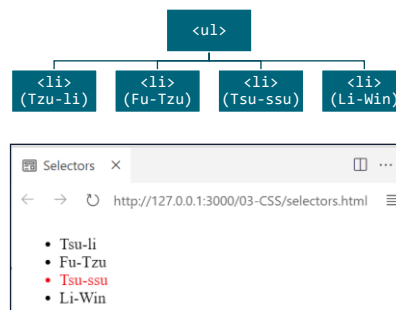 <ul>
<li> <li> <li> <li>
(Tzu-li) (Fu-Tzu) (Tsu-ssu) (Li-Win)
Selectors
http://127.0.0.1:3000/03-CSS/selectors.html
• Tsu-li
• Fu-Tzu
• Tsu-ssu
• Li-Win